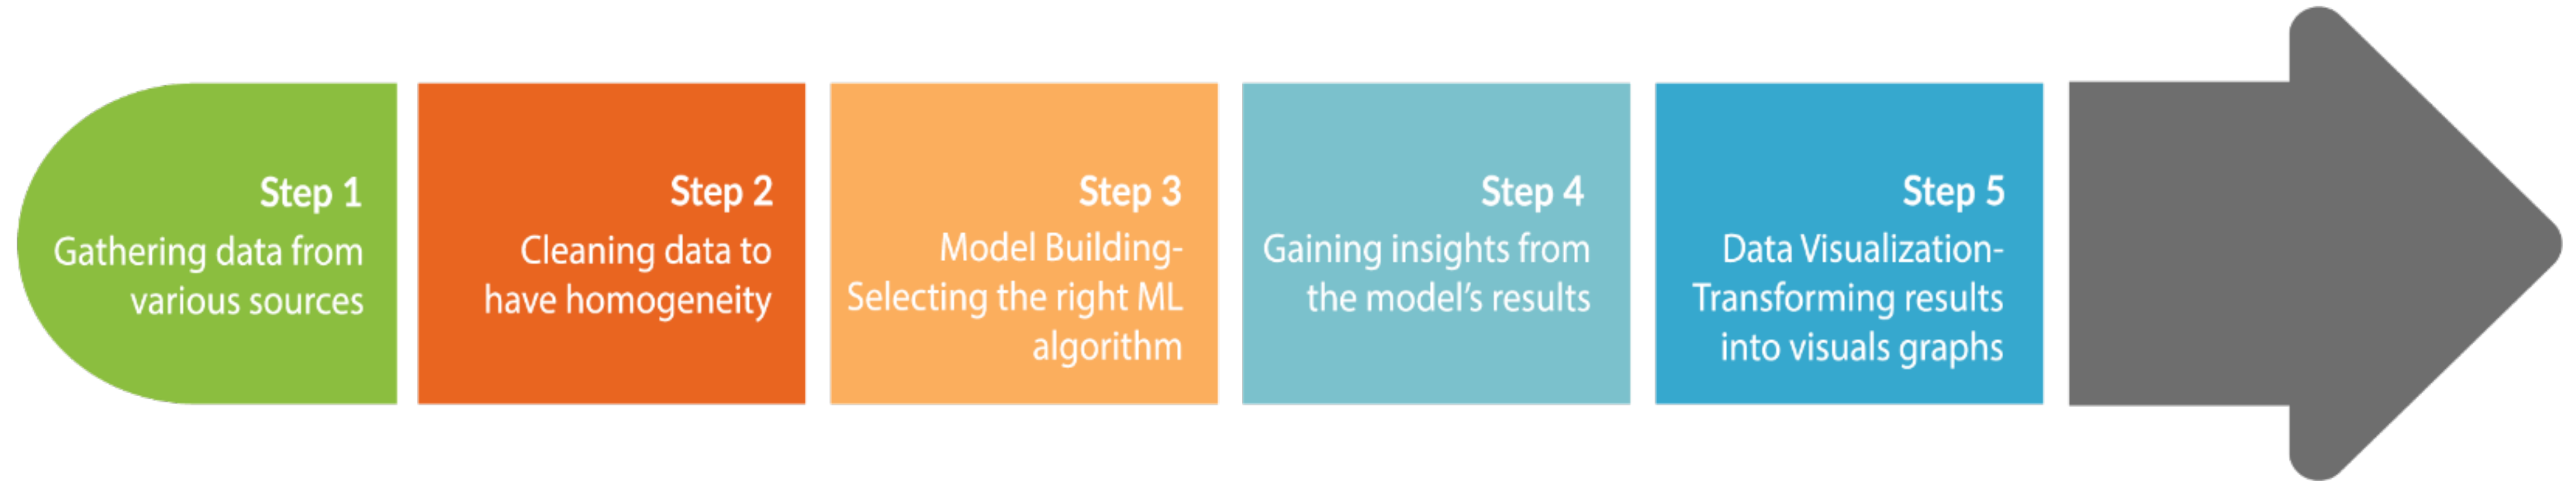 Step 1
Gathering data from
various sources
Step 2
Cleaning data to
have homogeneity
Step 3
Model Building-
Selecting the right ML
algorithm
Step 4
Gaining insights from
the model's results
Step 5
Data Visualization-
Transforming results
into visuals graphs